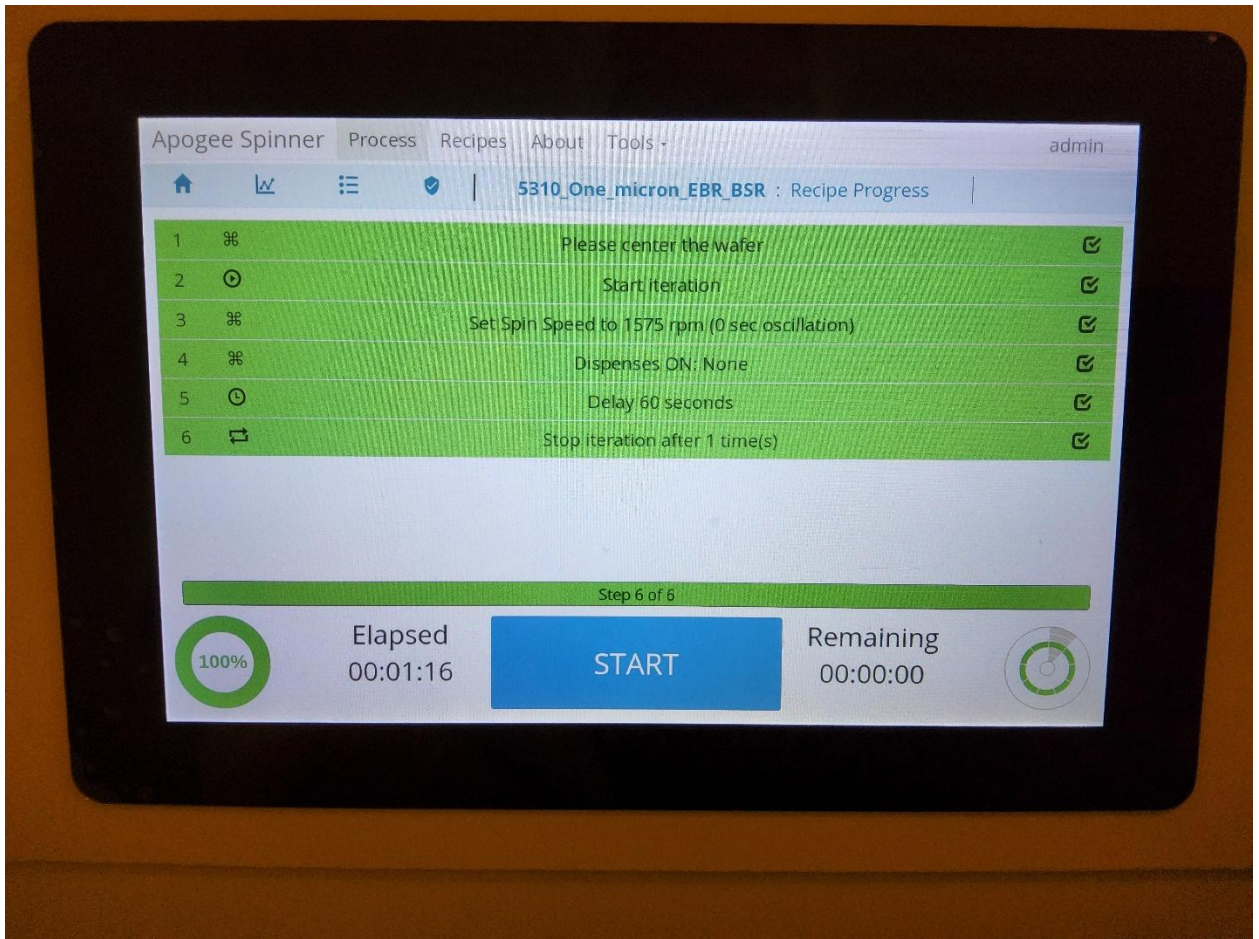 Apogee Spinner Process Recipes About Tools admin
5310_One_micron_EBR_BSR : Recipe Progress
1 Please center the wafer
2 Start iteration
3 Set Spin Speed to 1575 rpm (0 sec oscillation)
4 Dispenses ON: None
5 Delay 60 seconds
6 Stop iteration after 1 time(s)
Step 6 of 6
100%
Elapsed
00:01:16
START
Remaining
00:00:00